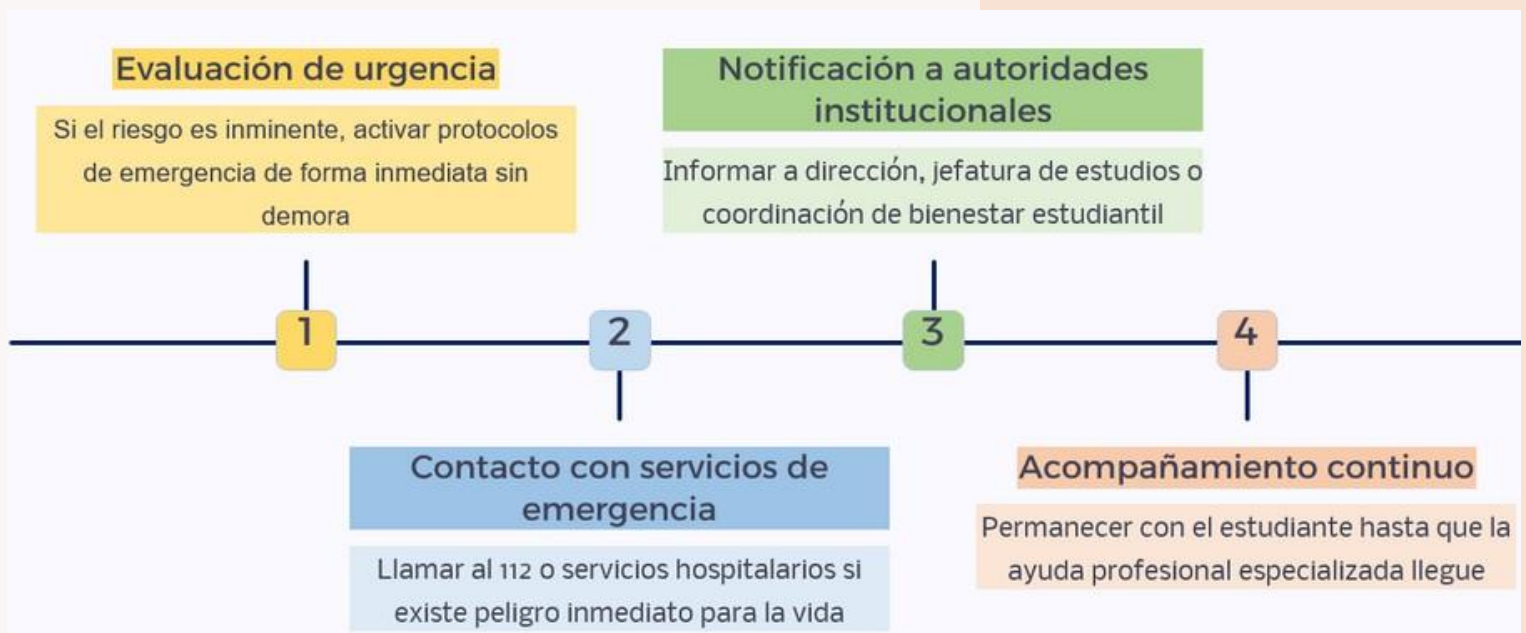 Evaluación de urgencia
Si el riesgo es inminente, activar protocolos
de emergencia de forma inmediata sin
demora
Notificación a autoridades
institucionales
Informar a dirección, jefatura de estudios o
coordinación de bienestar estudiantil
1
2
3
4
Contacto con servicios de
emergencia
Llamar al 112 o servicios hospitalarios si
existe peligro inmediato para la vida
Acompañamiento continuo
Permanecer con el estudiante hasta que la
ayuda profesional especializada llegue